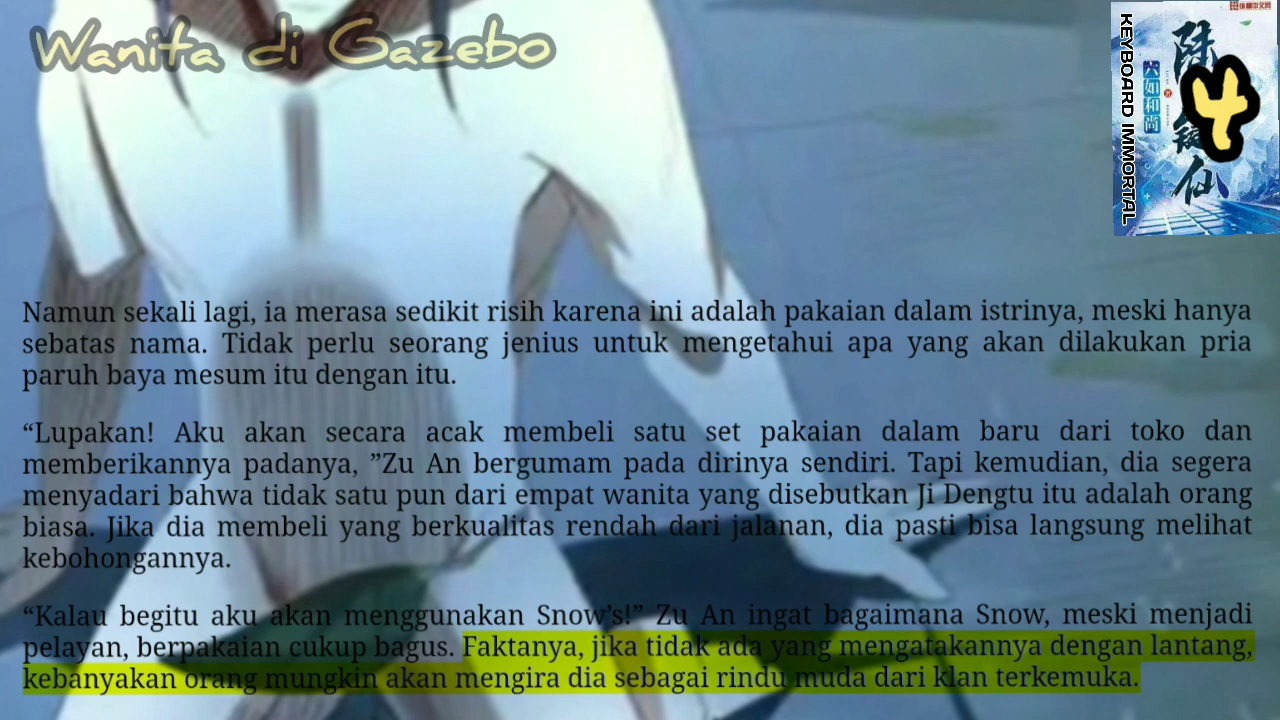 Wanita di Gazebo
KEYBOARD IMMORTAL
六如和尚
4
仙
Namun sekali lagi, ia merasa sedikit risih karena ini adalah pakaian dalam istrinya, meski hanya
sebatas nama. Tidak perlu seorang jenius untuk mengetahui apa yang akan dilakukan pria
paruh baya mesum itu dengan itu.
“Lupakan! Aku akan secara acak membeli satu set pakaian dalam baru dari toko dan
memberikannya padanya, ”Zu An bergumam pada dirinya sendiri. Tapi kemudian, dia segera
menyadari bahwa tidak satu pun dari empat wanita yang disebutkan Ji Dengtu itu adalah orang
biasa. Jika dia membeli yang berkualitas rendah dari jalanan, dia pasti bisa langsung melihat
kebohongannya.
“Kalau begitu aku akan menggunakan Snow’s!” Zu An ingat bagaimana Snow, meski menjadi
pelayan, berpakaian cukup bagus. Faktanya, jika tidak ada yang mengatakannya dengan lantang,
kebanyakan orang mungkin akan mengira dia sebagai rindu muda dari klan terkemuka.